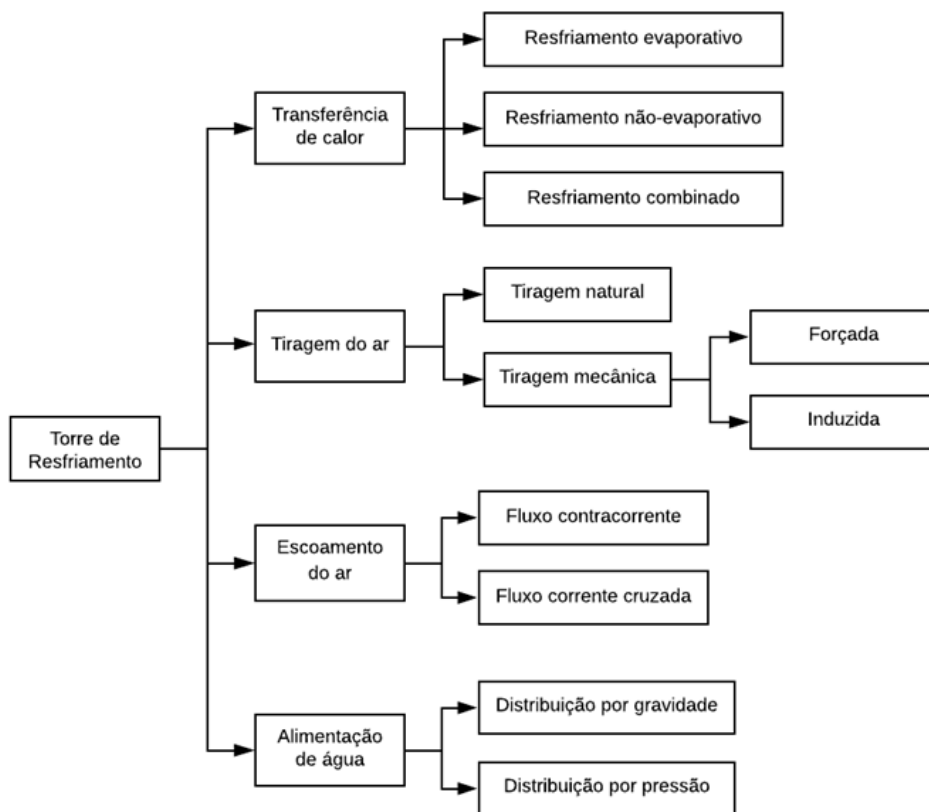 Resfriamento evaporativo
Transferência
de calor
Resfriamento não-evaporativo
Resfriamento combinado
Tiragem natural
Tiragem do ar
Forçada
Tiragem mecânica
Induzida
Torre de
Resfriamento
Fluxo contracorrente
Escoamento
do ar
Fluxo corrente cruzada
Distribuição por gravidade
Alimentação
de água
Distribuição por pressão